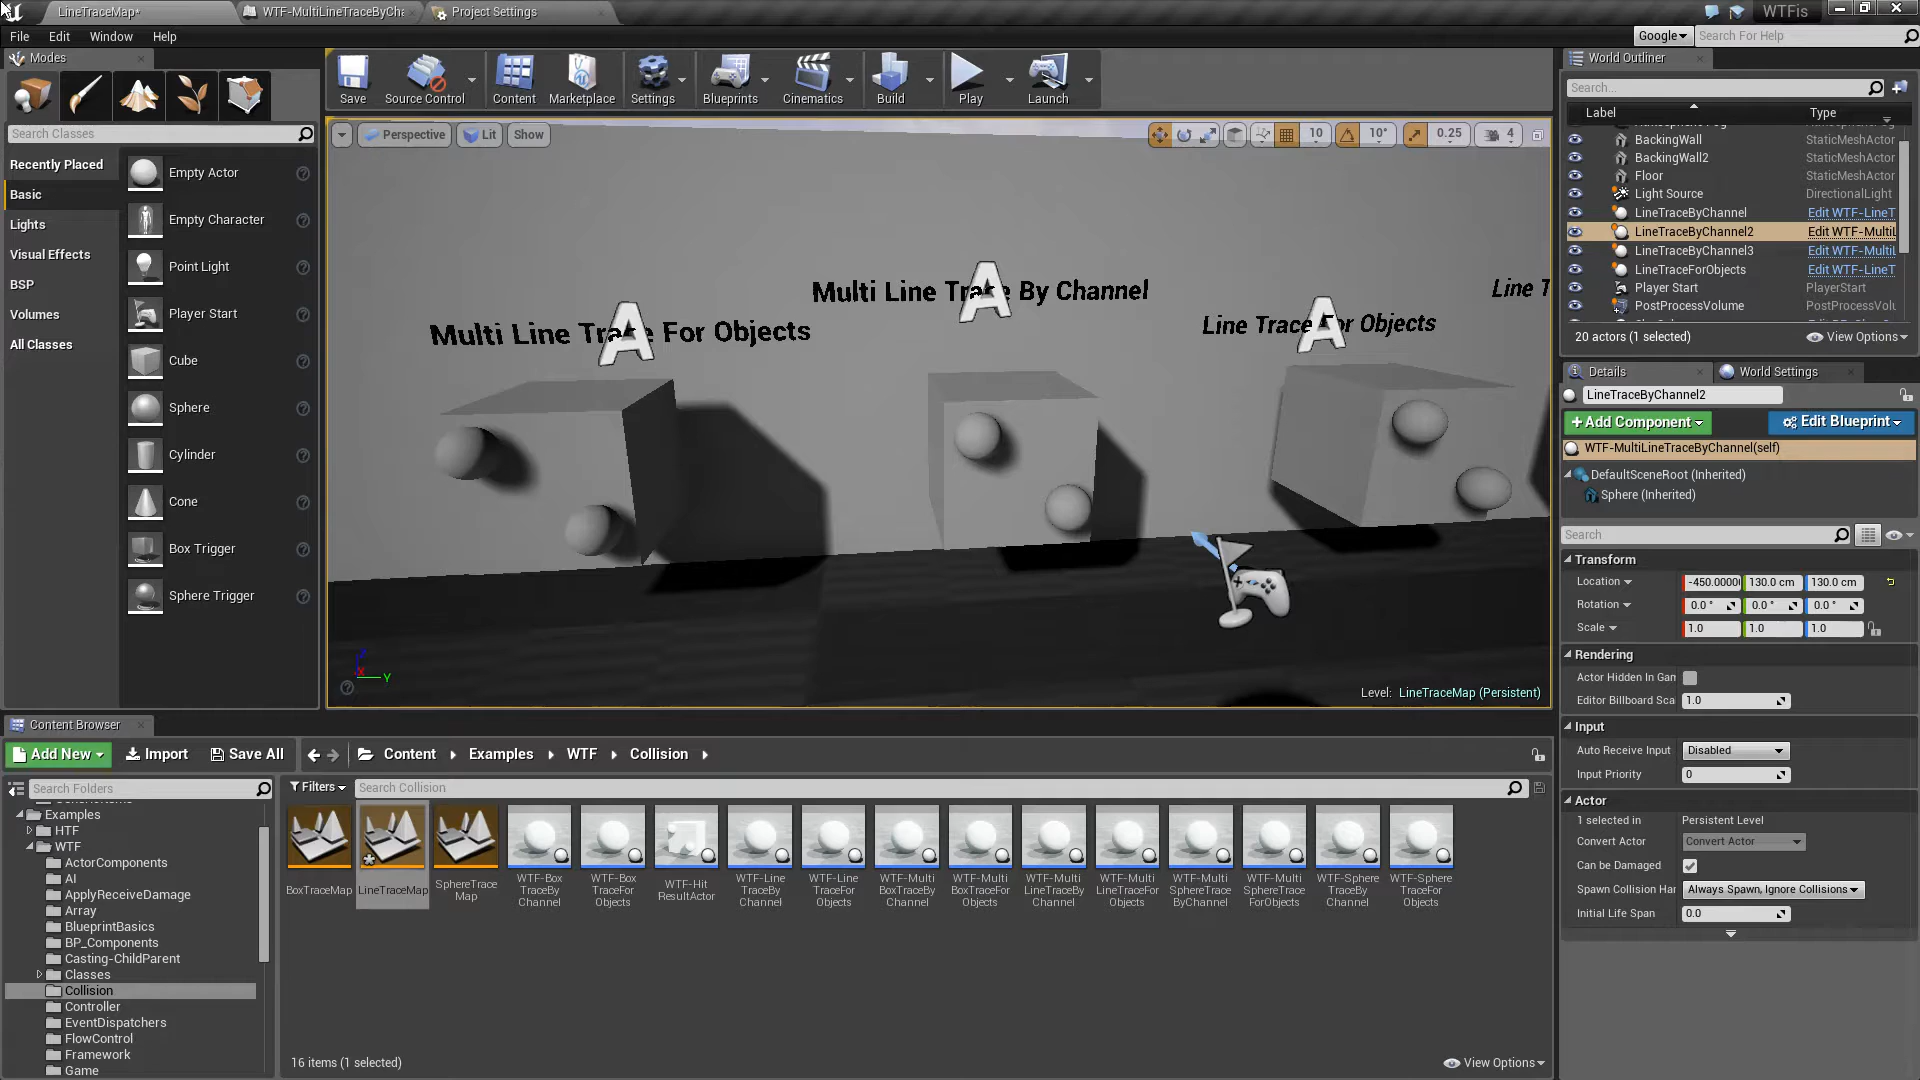 LineTraceMap*
WTF-MultiLineTraceByCha
Project Settings
WTFis
File
Edit
Window
Help
Google
Search For Help
Modes
Search Classes
Recently Placed
Basic
Lights
Visual Effects
BSP
Volumes
All Classes
Empty Actor
Empty Character
Point Light
Player Start
Cube
Sphere
Cylinder
Cone
Box Trigger
Sphere Trigger
Save
Source Control
Content
Marketplace
Settings
Blueprints
Cinematics
Build
Play
Launch
Perspective
Lit
Show
10
10°
0.25
4
Multi Line Trace For Objects
Multi Line Trace By Channel
Line Trace For Objects
Line T
Level: LineTraceMap (Persistent)
World Outliner
Search...
Label
Type
BackingWall StaticMeshActor
BackingWall2 StaticMeshActor
Floor StaticMeshActor
Light Source DirectionalLight
LineTraceByChannel Edit WTF-LineT
LineTraceByChannel2 Edit WTF-MultiL
LineTraceByChannel3 Edit WTF-MultiL
LineTraceForObjects Edit WTF-LineT
Player Start PlayerStart
PostProcessVolume PostProcessVolu
20 actors (1 selected)
View Options
Details
World Settings
LineTraceByChannel2
+Add Component
Edit Blueprint
WTF-MultiLineTraceByChannel(self)
DefaultSceneRoot (Inherited)
Sphere (Inherited)
Search
Transform
Location -450.0000 130.0 cm 130.0 cm
Rotation 0.0 ° 0.0 ° 0.0 °
Scale 1.0 1.0 1.0
Rendering
Actor Hidden In Gam
Editor Billboard Sca 1.0
Input
Auto Receive Input Disabled
Input Priority 0
Actor
1 selected in Persistent Level
Convert Actor Convert Actor
Can be Damaged
Spawn Collision Har Always Spawn, Ignore Collisions
Initial Life Span 0.0
Content Browser
Add New
Import
Save All
Content
Examples
WTF
Collision
Search Folders
Filters
Search Collision
Examples
HTF
WTF
ActorComponents
AI
ApplyReceiveDamage
Array
BlueprintBasics
BP_Components
Casting-ChildParent
Classes
Collision
Controller
EventDispatchers
FlowControl
Framework
Game
BoxTraceMap
LineTraceMap
SphereTrace
Map
WTF-Box
TraceBy
Channel
WTF-Box
TraceFor
Objects
WTF-Hit
ResultActor
WTF-Line
TraceBy
Channel
WTF-Line
TraceFor
Objects
WTF-Multi
BoxTraceBy
Channel
WTF-Multi
BoxTraceFor
Objects
WTF-Multi
LineTraceBy
Channel
WTF-Multi
LineTraceFor
Objects
WTF-Multi
SphereTrace
ByChannel
WTF-Multi
SphereTrace
ForObjects
WTF-Sphere
TraceBy
Channel
WTF-Sphere
TraceFor
Objects
16 items (1 selected)
View Options